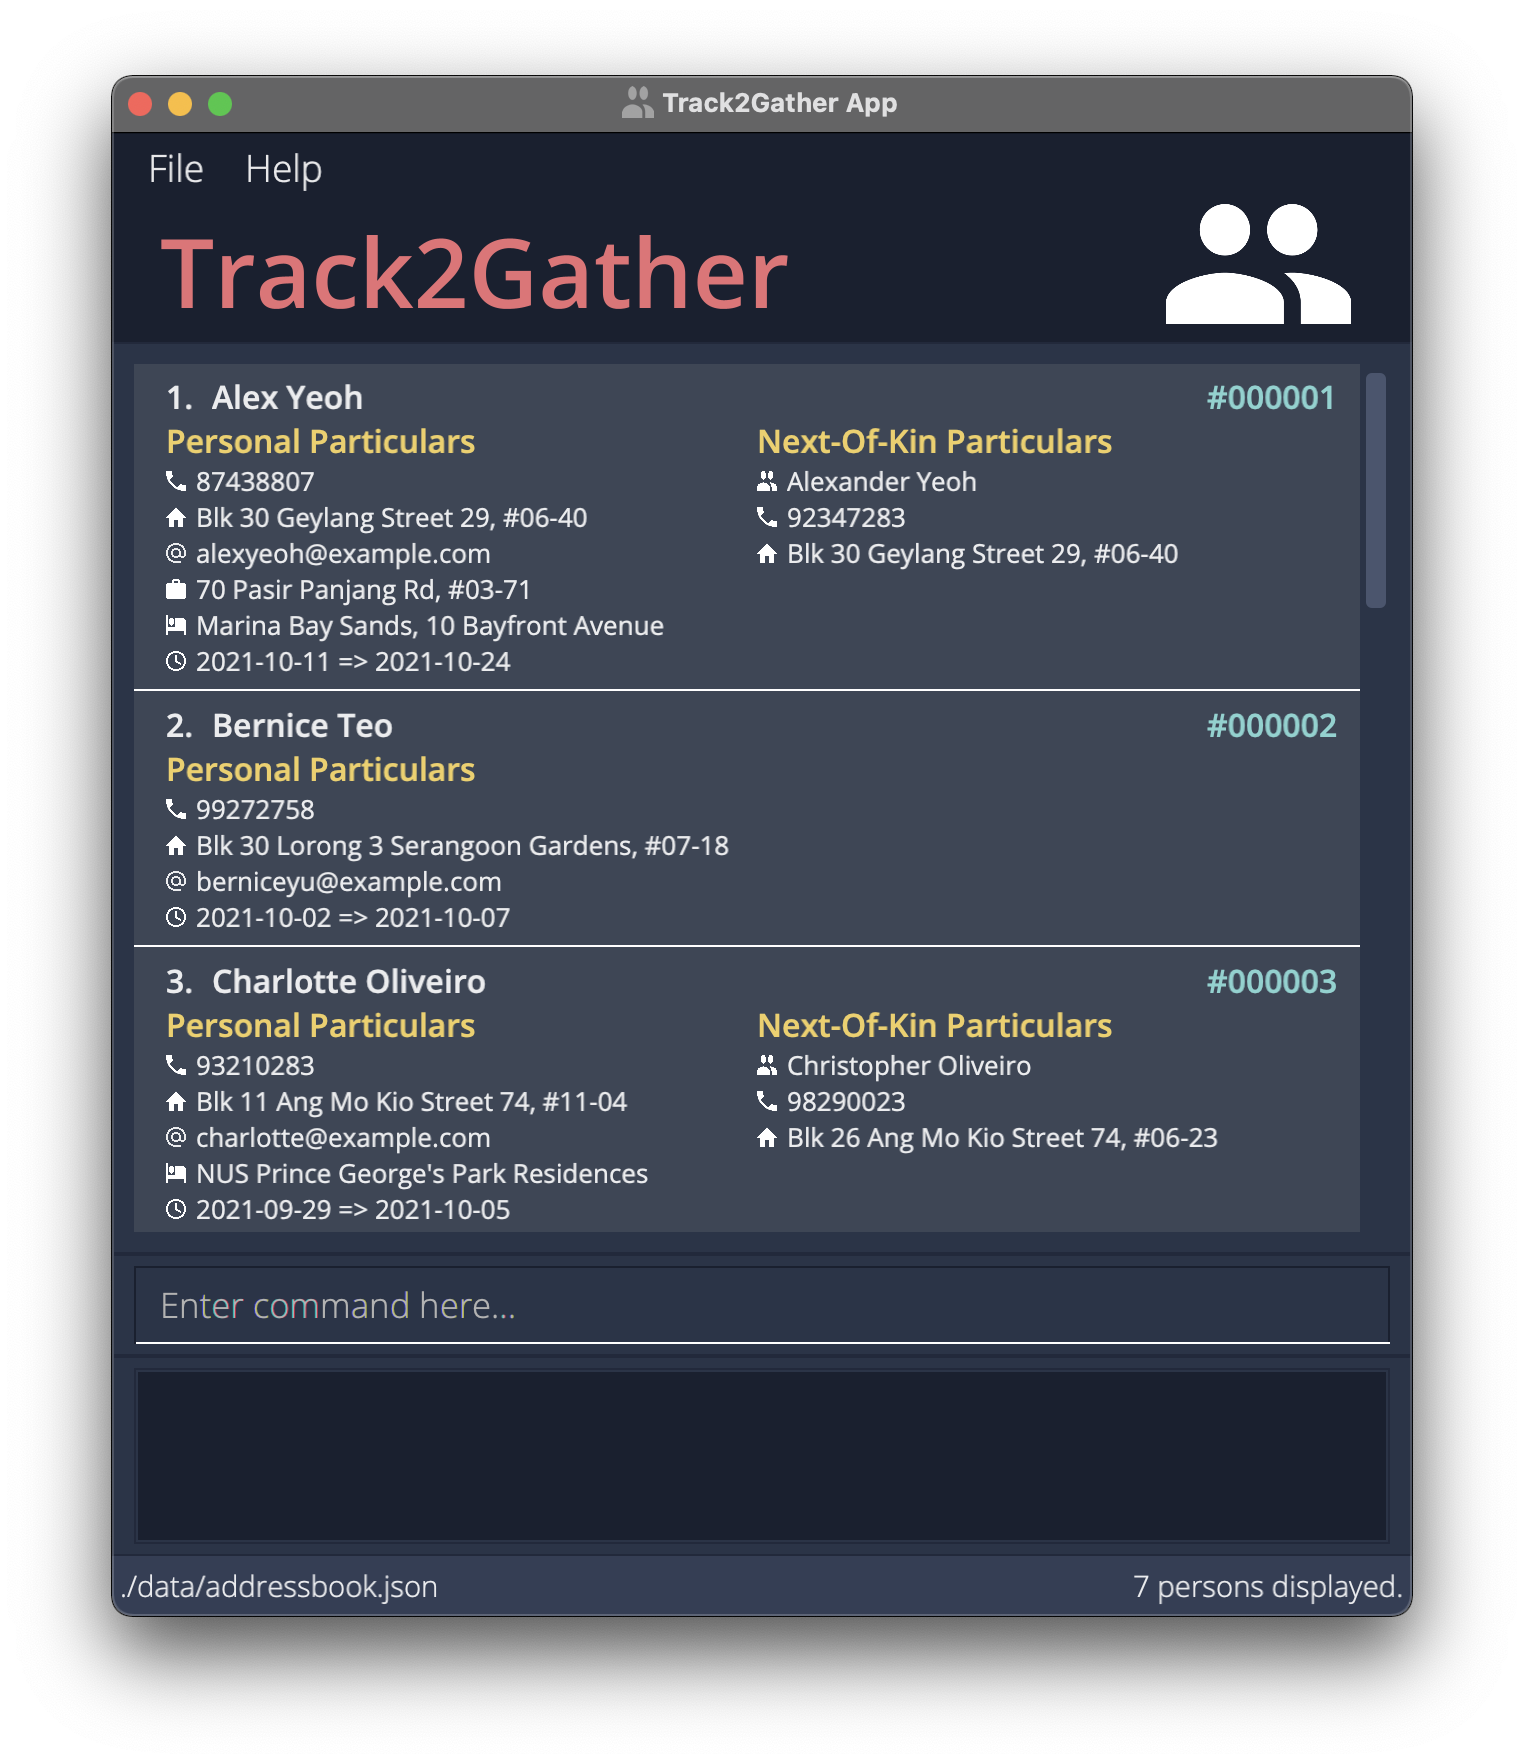 Track2Gather App
File Help
Track2Gather
1. Alex Yeoh #000001
Personal Particulars Next-Of-Kin Particulars
87438807 Alexander Yeoh
Blk 30 Geylang Street 29, #06-40 92347283
alexyeoh@example.com Blk 30 Geylang Street 29, #06-40
70 Pasir Panjang Rd, #03-71
Marina Bay Sands, 10 Bayfront Avenue
2021-10-11 => 2021-10-24
2. Bernice Teo #000002
Personal Particulars
99272758
Blk 30 Lorong 3 Serangoon Gardens, #07-18
berniceyu@example.com
2021-10-02 => 2021-10-07
3. Charlotte Oliveiro #000003
Personal Particulars Next-Of-Kin Particulars
93210283 Christopher Oliveiro
Blk 11 Ang Mo Kio Street 74, #11-04 98290023
charlotte@example.com Blk 26 Ang Mo Kio Street 74, #06-23
NUS Prince George's Park Residences
2021-09-29 => 2021-10-05
Enter command here...
./data/addressbook.json 7 persons displayed.